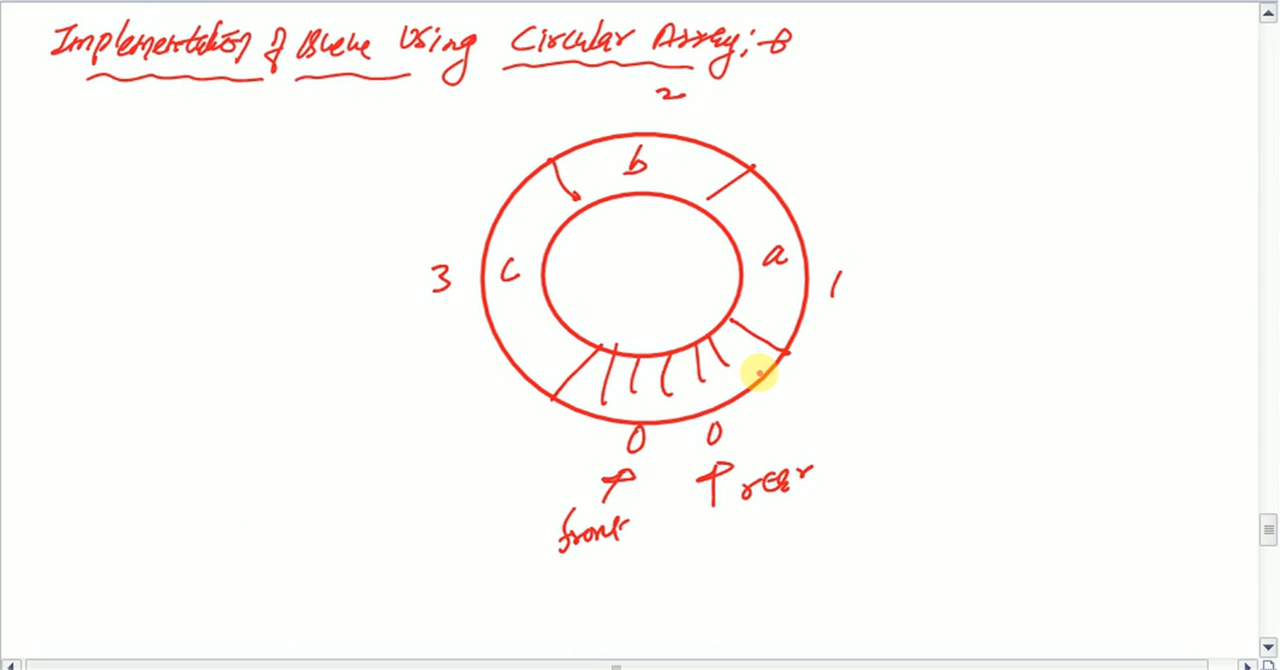 Implementation of Queue Using Circular Array:-
2
b
c
a
3
1
0 0
rear
front